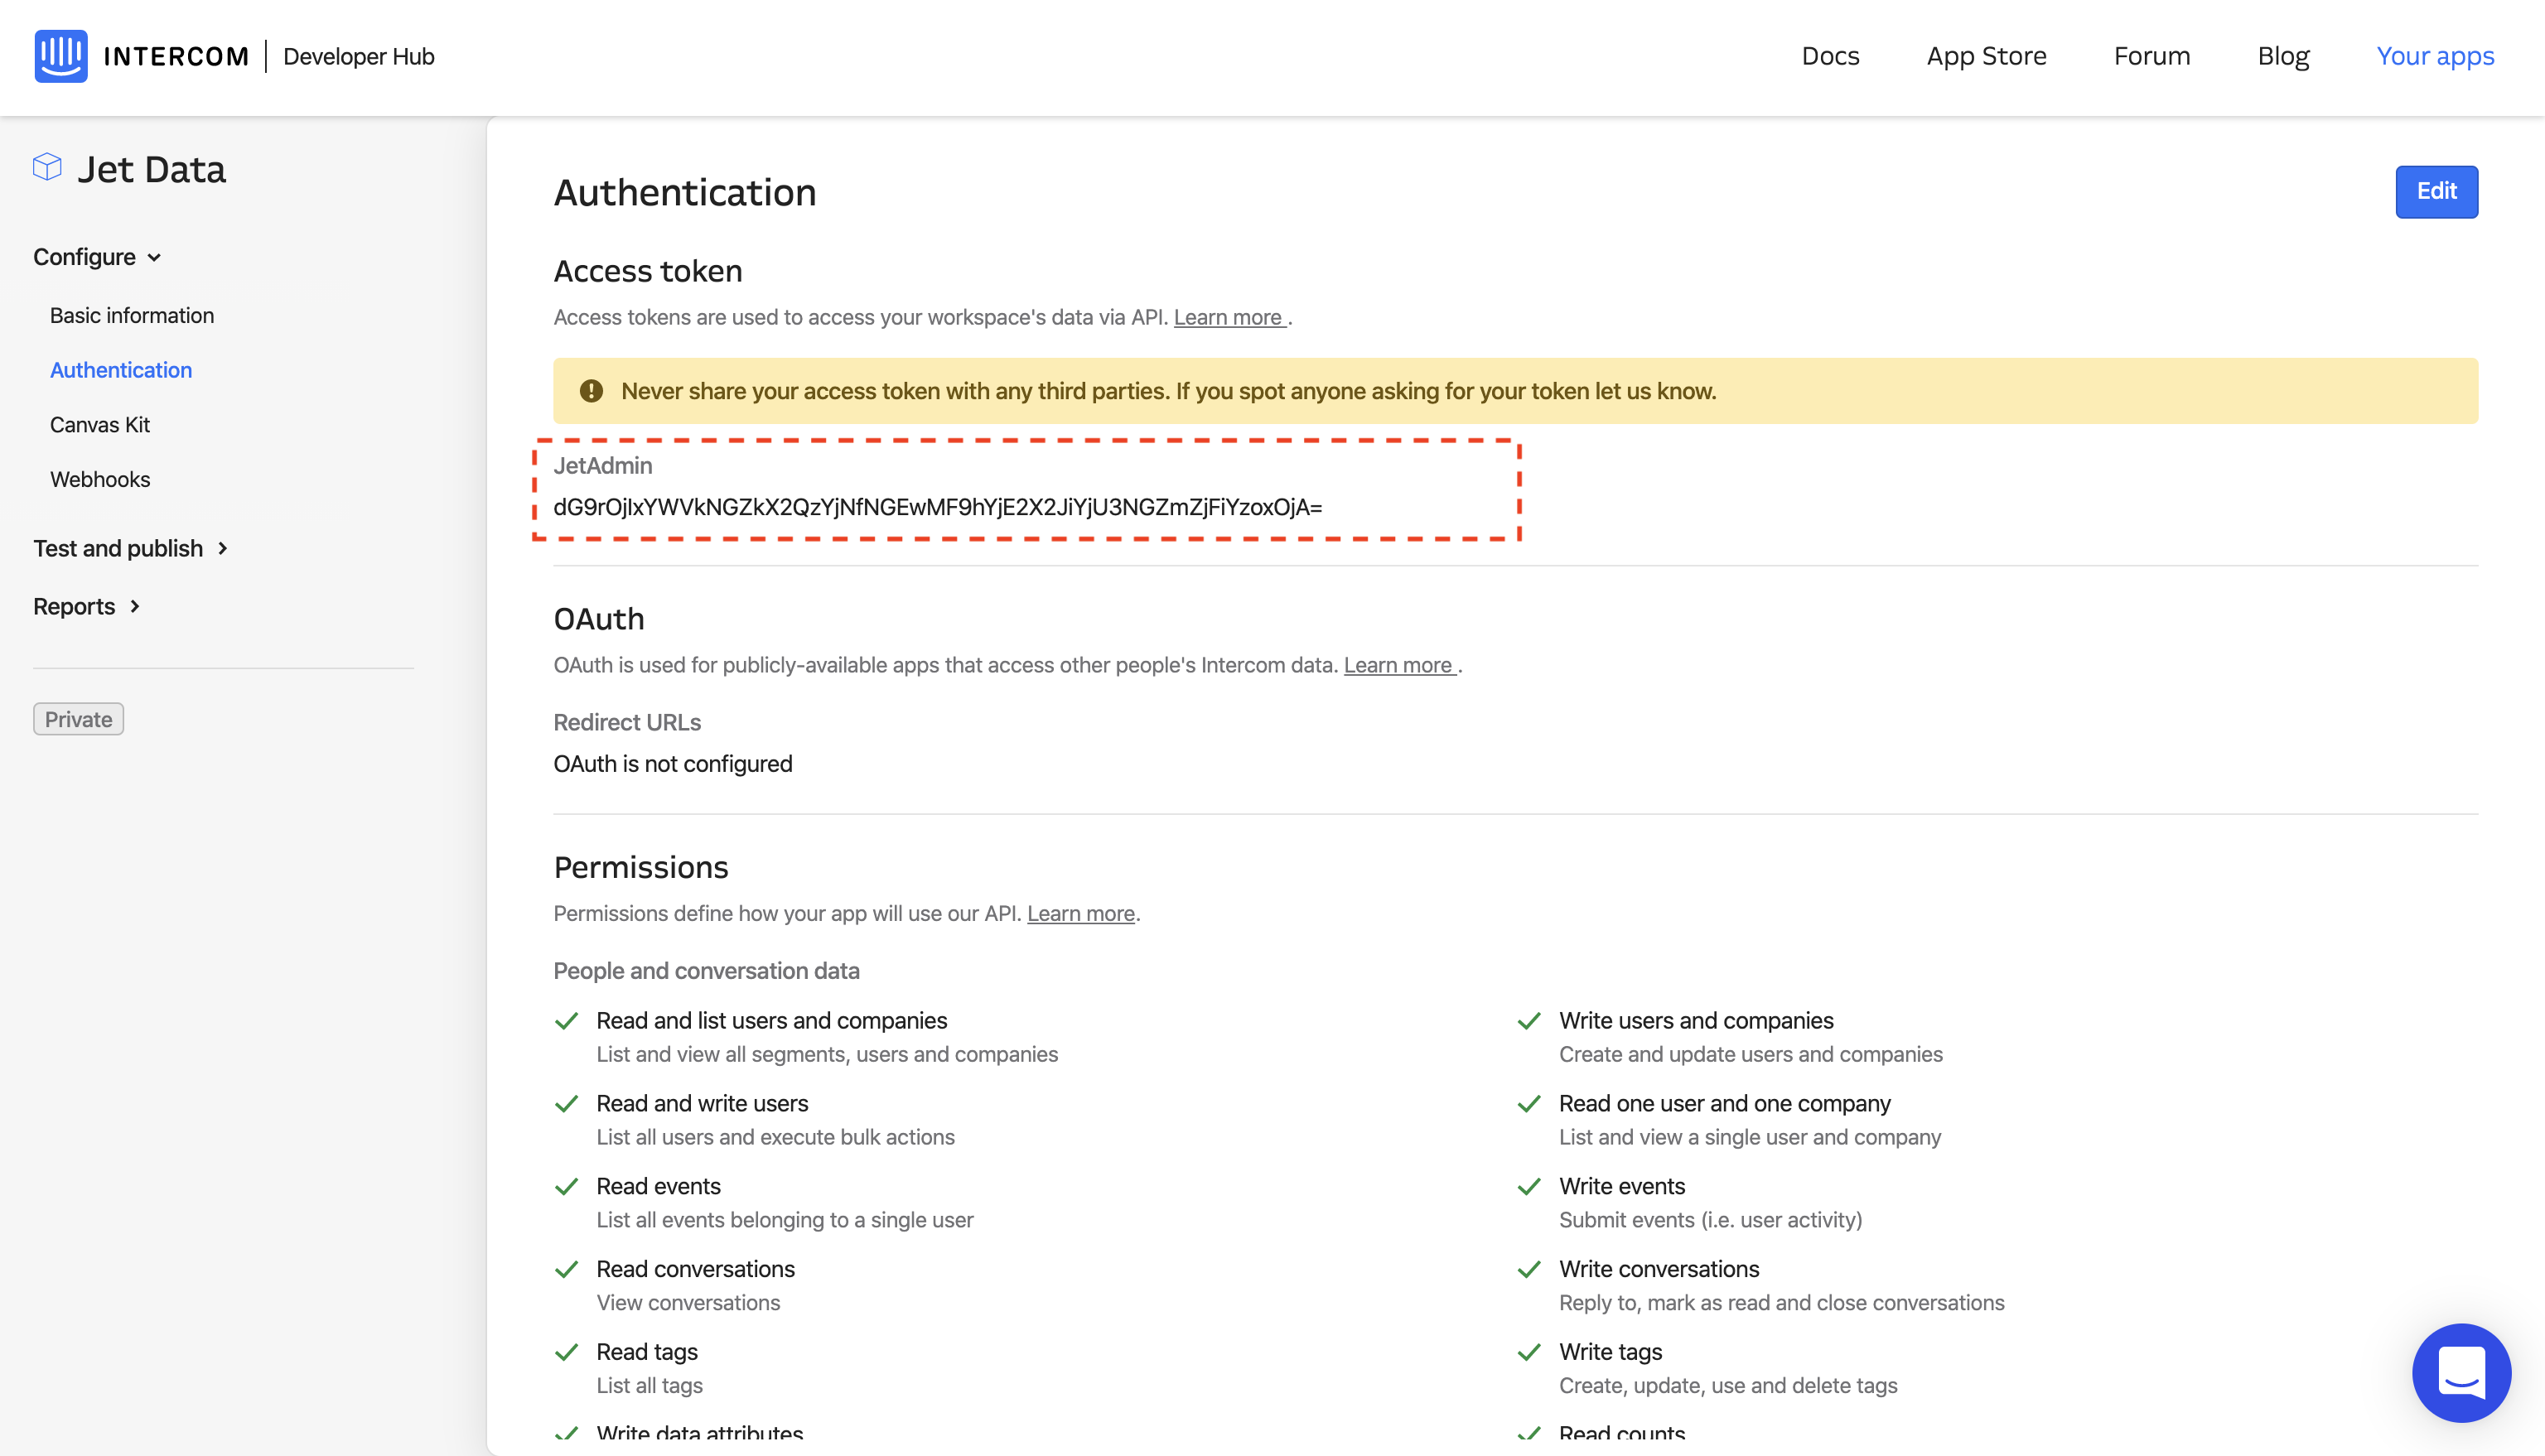 INTERCOM | Developer Hub
Docs
App Store
Forum
Blog
Your apps
Jet Data
Configure
Basic information
Authentication
Canvas Kit
Webhooks
Test and publish
Reports
Private
Authentication
Edit
Access token
Access tokens are used to access your workspace's data via API. Learn more .
Never share your access token with any third parties. If you spot anyone asking for your token let us know.
JetAdmin
dG9rOjIxYWVkNGZkX2QzYjNfNGEwMF9hYjE2X2JiYjU3NGZmZjFiYzoxOjA=
OAuth
OAuth is used for publicly-available apps that access other people's Intercom data. Learn more .
Redirect URLs
OAuth is not configured
Permissions
Permissions define how your app will use our API. Learn more.
People and conversation data
Read and list users and companies
List and view all segments, users and companies
Write users and companies
Create and update users and companies
Read and write users
List all users and execute bulk actions
Read one user and one company
List and view a single user and company
Read events
List all events belonging to a single user
Write events
Submit events (i.e. user activity)
Read conversations
View conversations
Write conversations
Reply to, mark as read and close conversations
Read tags
List all tags
Write tags
Create, update, use and delete tags
Write data attributes
Read counts